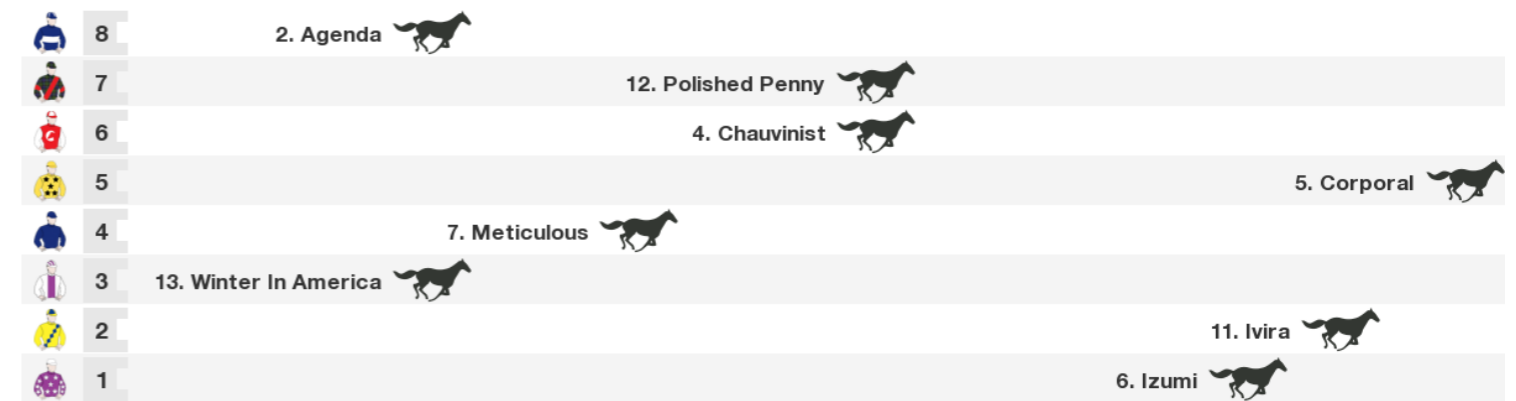 8 2. Agenda
7 12. Polished Penny
6 4. Chauvinist
5 5. Corporal
4 7. Meticulous
3 13. Winter In America
2 11. Ivira
1 6. Izumi